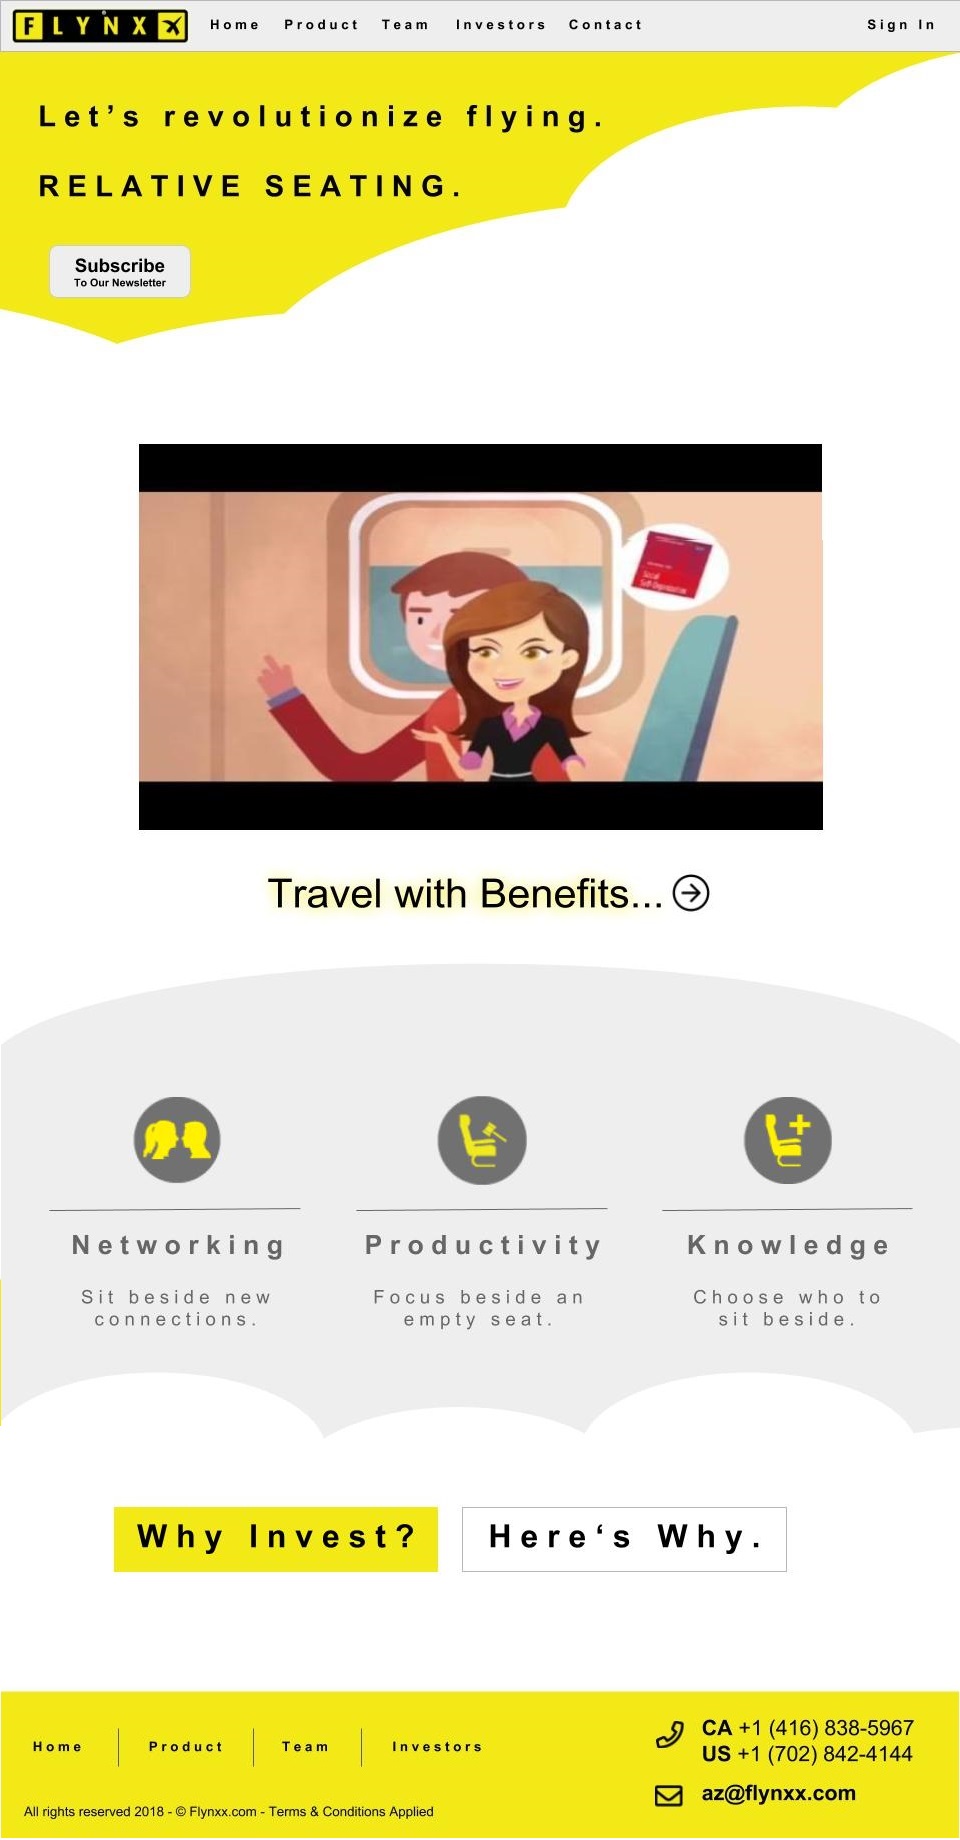 FLYNX
Home Product Team Investors Contact Sign In
Let’s revolutionize flying.
RELATIVE SEATING.
Subscribe
To Our Newsletter
Social
Self-Organization
Travel with Benefits...
Networking
Sit beside new
connections.
Productivity
Focus beside an
empty seat.
Knowledge
Choose who to
sit beside.
Why Invest?
Here‘s Why.
Home Product Team Investors
CA +1 (416) 838-5967
US +1 (702) 842-4144
az@flynxx.com
All rights reserved 2018 - © Flynxx.com - Terms & Conditions Applied